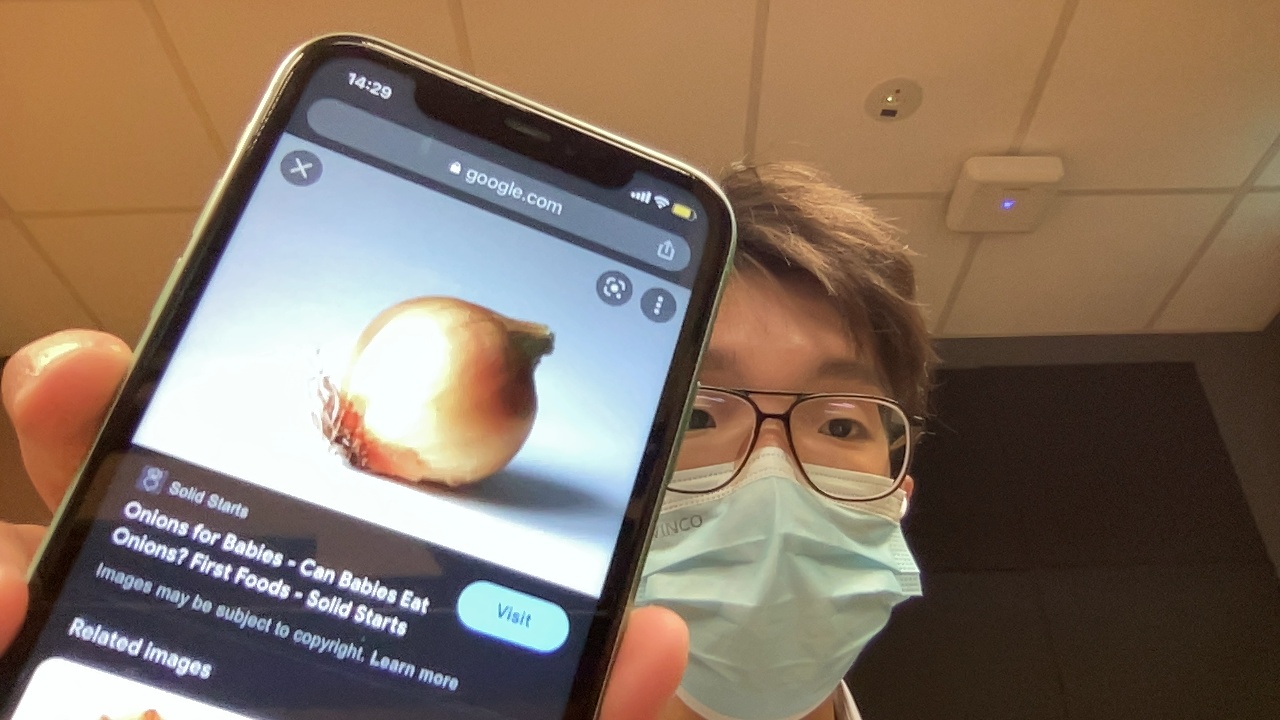 14:29
google.com
Solid Starts
Onions for Babies - Can Babies Eat
Onions? First Foods - Solid Starts
Images may be subject to copyright. Learn more
Visit
Related images